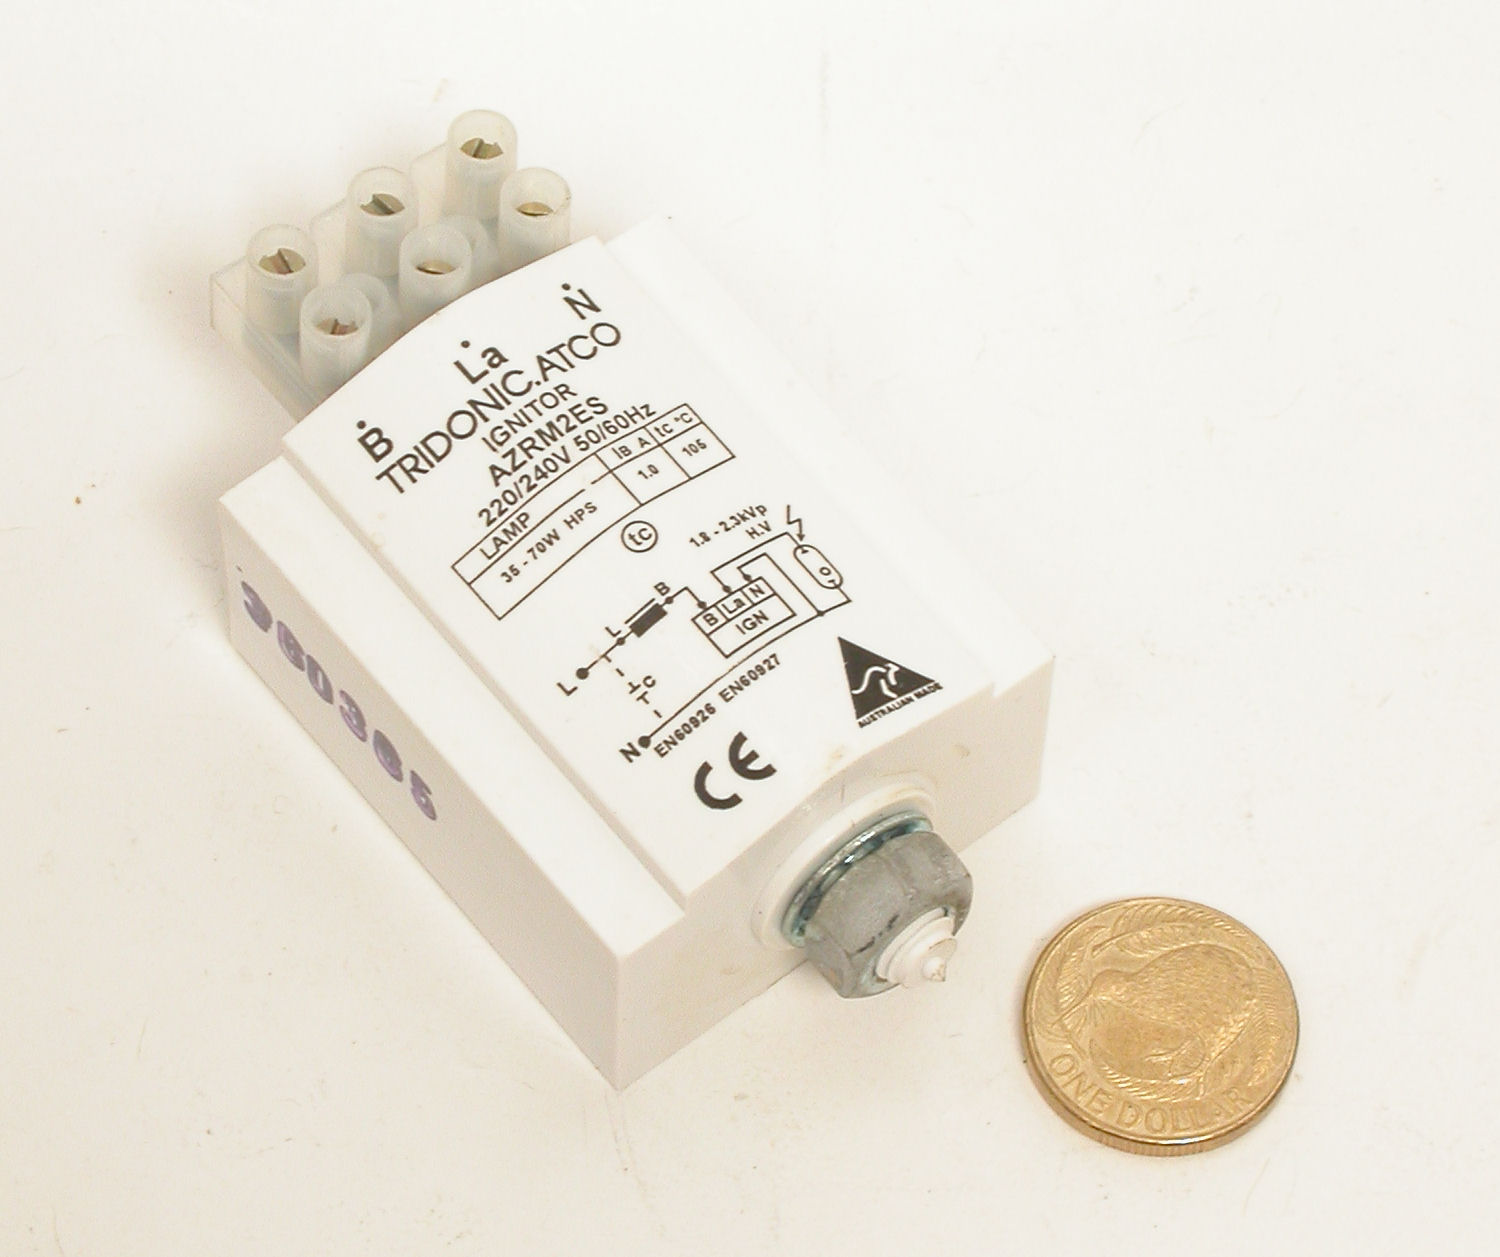 B La N
TRIDONIC.ATCO
IGNITOR
AZRM2ES
220/240V 50/60Hz
LAMP IB A tc °C
35 - 70W HPS 1.0 105
tc
1.8 - 2.3kVp
H.V
B
B La N
IGN
L
L
C
N
EN60926 EN60927
AUSTRALIAN MADE
CE
360365
ONE DOLLAR